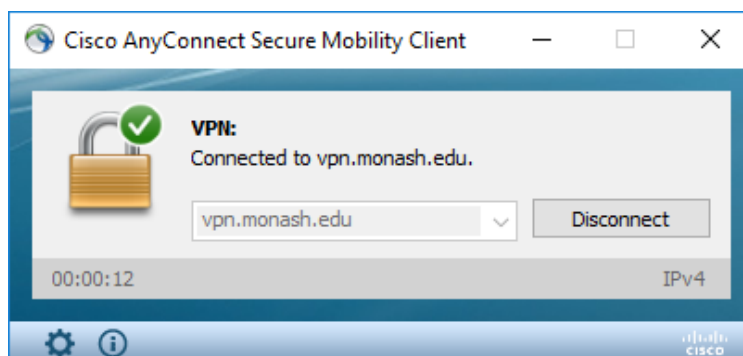 Cisco AnyConnect Secure Mobility Client
VPN:
Connected to vpn.monash.edu.
vpn.monash.edu
Disconnect
00:00:12 IPv4
CISCO